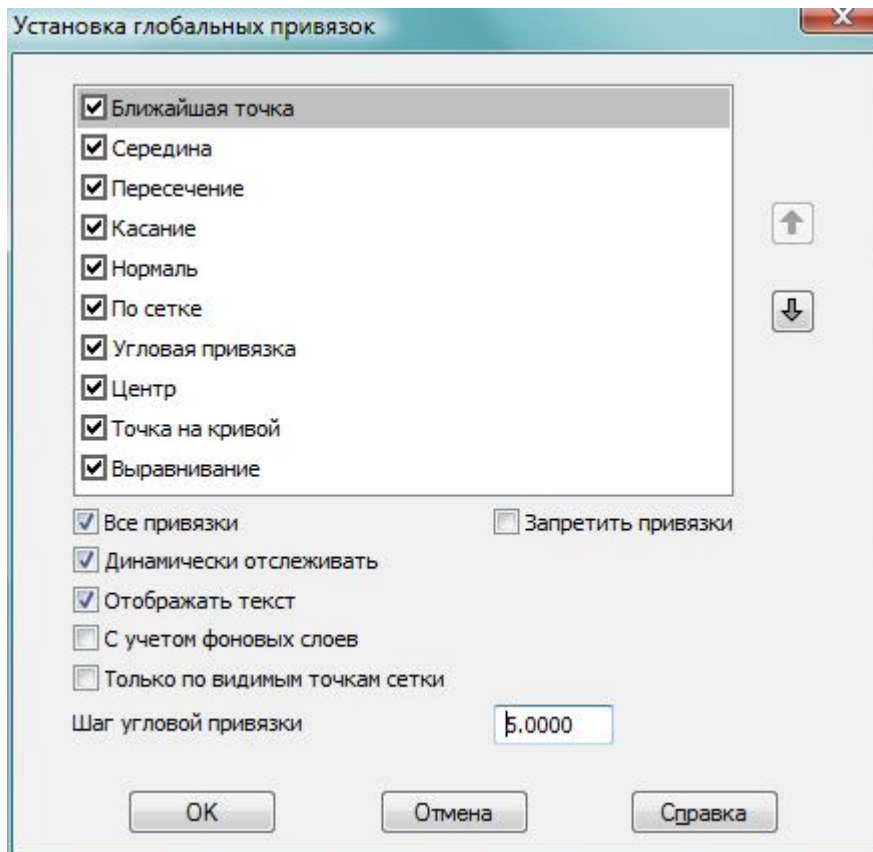 Установка глобальных привязок
Ближайшая точка
Середина
Пересечение
Касание
Нормаль
По сетке
Угловая привязка
Центр
Точка на кривой
Выравнивание
Все привязки
Запретить привязки
Динамически отслеживать
Отображать текст
С учетом фоновых слоев
Только по видимым точкам сетки
Шаг угловой привязки
5.0000
OK
Отмена
Справка